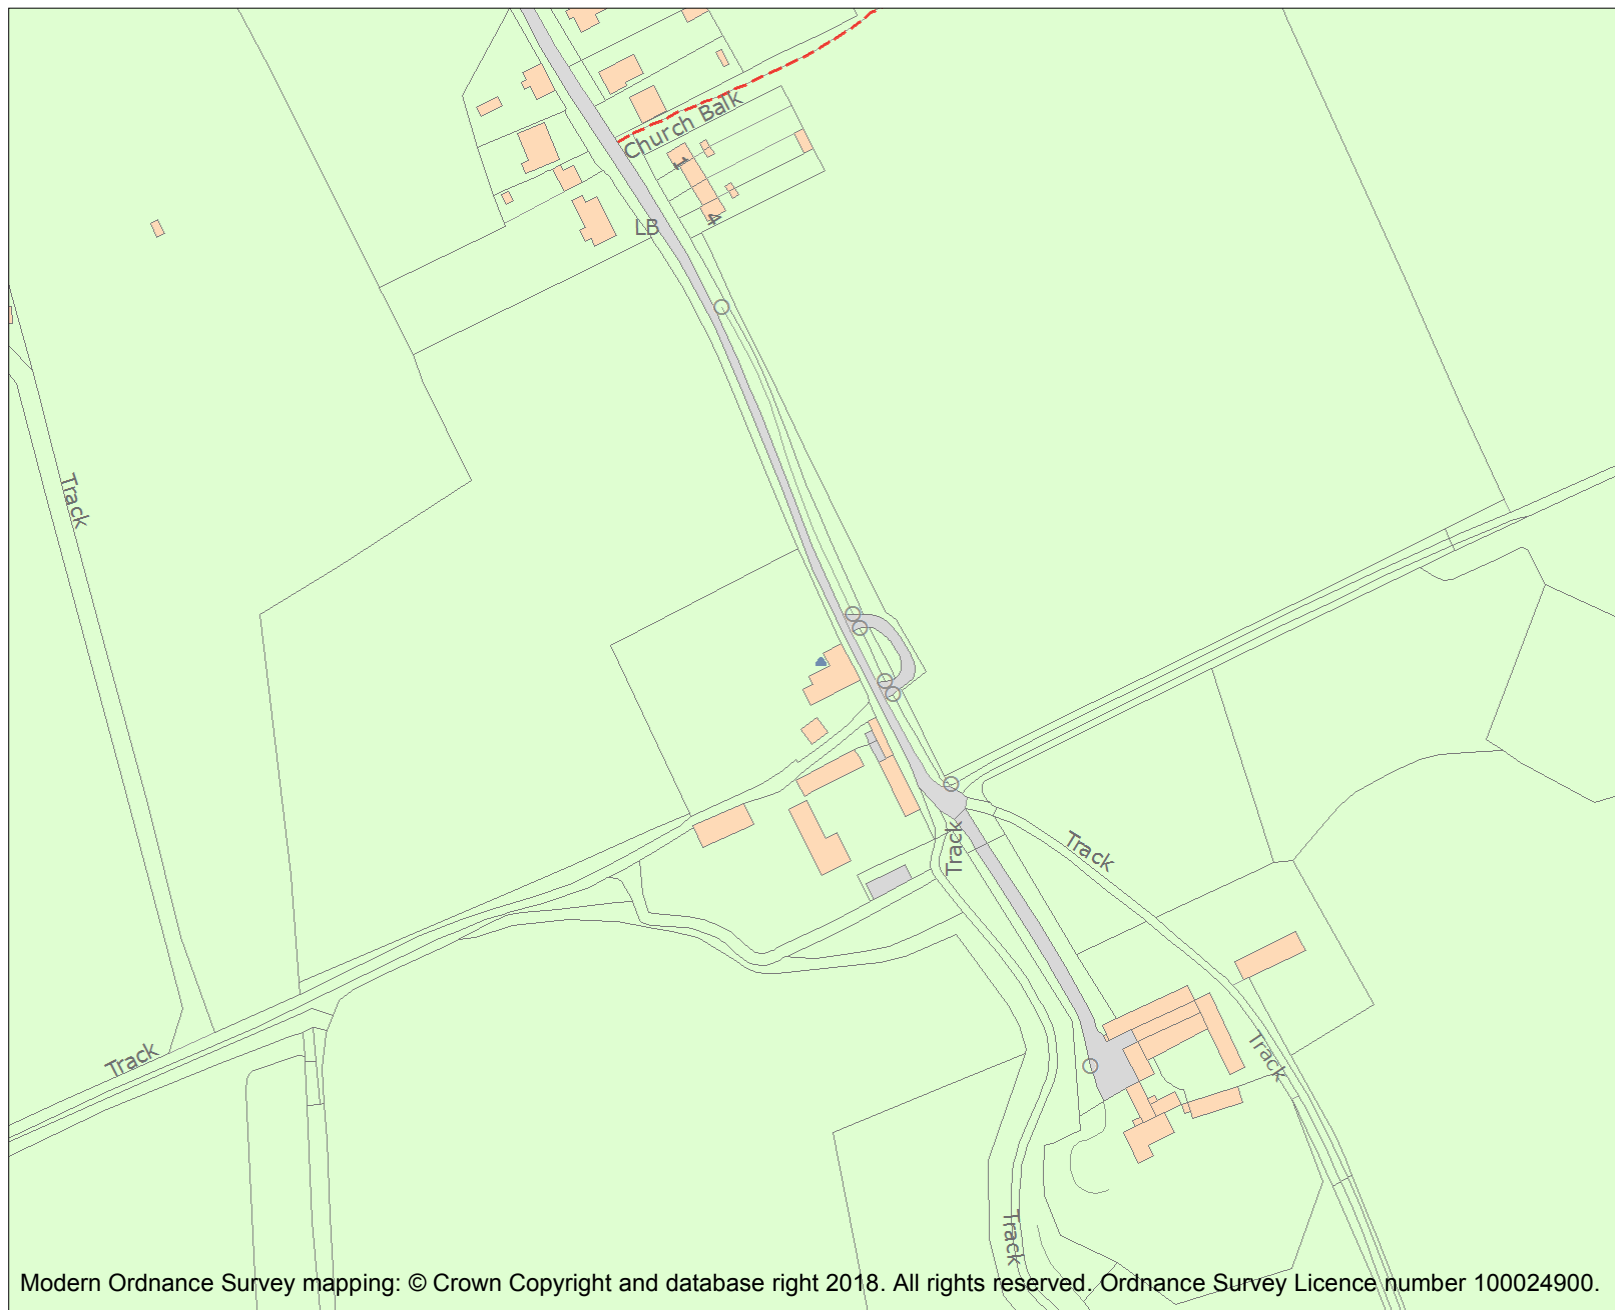 Church Balk
1
4
LB
Track
Track
Track
Track
Track
Track
Modern Ordnance Survey mapping: © Crown Copyright and database right 2018. All rights reserved. Ordnance Survey Licence number 100024900.